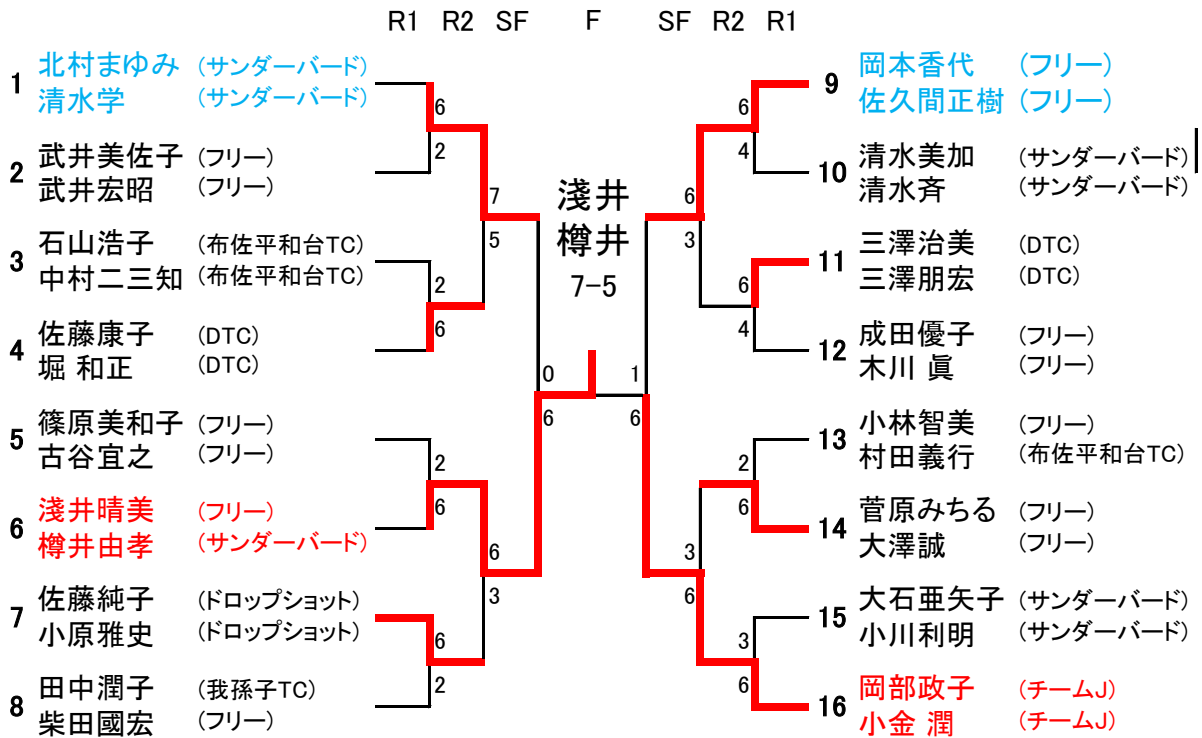 R1 R2 SF F SF R2 R1
1 北村まゆみ (サンダーバード)
清水学 (サンダーバード)
6
2
2 武井美佐子 (フリー)
武井宏昭 (フリー)
7
5
3 石山浩子 (布佐平和台TC)
中村二三知 (布佐平和台TC)
2
6
4 佐藤康子 (DTC)
堀 和正 (DTC)
0
6
5 篠原美和子 (フリー)
古谷宜之 (フリー)
2
6
6 淺井晴美 (フリー)
樽井由孝 (サンダーバード)
6
3
7 佐藤純子 (ドロップショット)
小原雅史 (ドロップショット)
6
2
8 田中潤子 (我孫子TC)
柴田國宏 (フリー)
淺井
樽井
7-5
9 岡本香代 (フリー)
佐久間正樹 (フリー)
6
4
10 清水美加 (サンダーバード)
清水斉 (サンダーバード)
6
3
11 三澤治美 (DTC)
三澤朋宏 (DTC)
6
4
12 成田優子 (フリー)
木川 眞 (フリー)
1
6
13 小林智美 (フリー)
村田義行 (布佐平和台TC)
2
6
14 菅原みちる (フリー)
大澤誠 (フリー)
3
6
15 大石亜矢子 (サンダーバード)
小川利明 (サンダーバード)
3
6
16 岡部政子 (チームJ)
小金 潤 (チームJ)